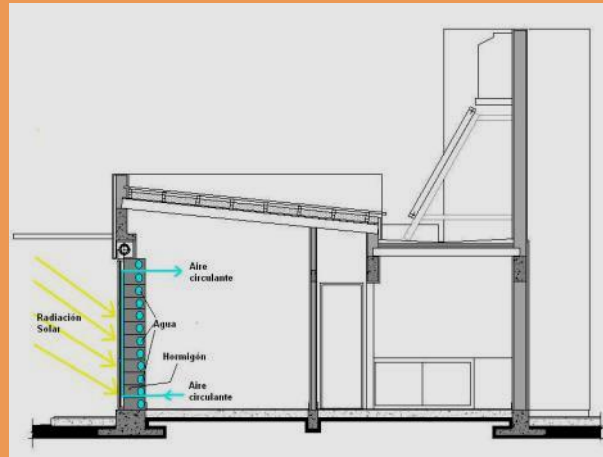 Aire
circulante
Radiación
Solar
Agua
Hormigón
Aire
circulante